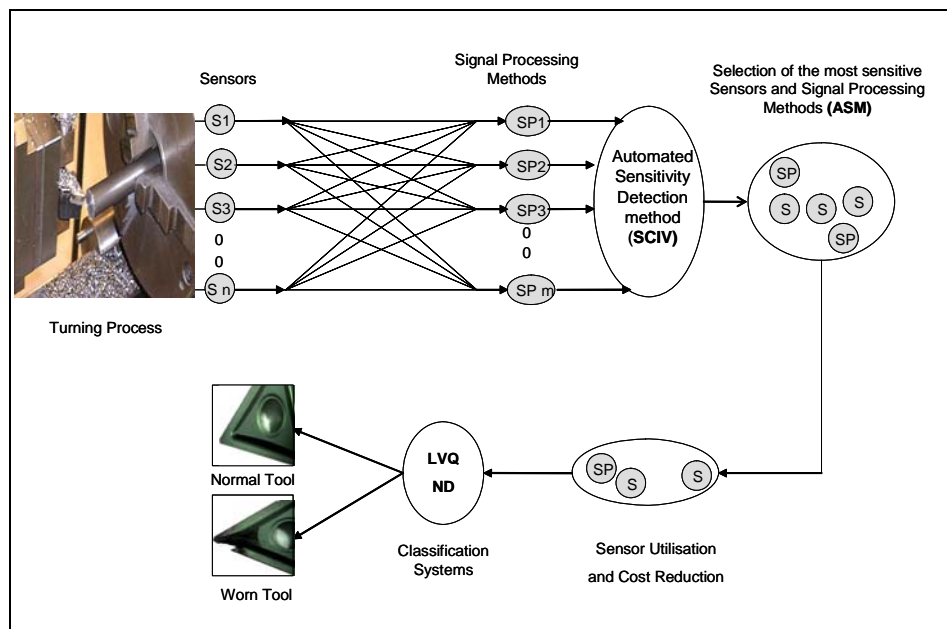 Sensors
Signal Processing
Methods
Selection of the most sensitive
Sensors and Signal Processing
Methods (ASM)
S1
S2
S3
0
0
S n
SP1
SP2
SP3
0
0
SP m
Automated
Sensitivity
Detection
method
(SCIV)
SP
S
S
S
SP
Turning Process
Normal Tool
Worn Tool
LVQ
ND
Classification
Systems
SP
S
S
Sensor Utilisation
and Cost Reduction